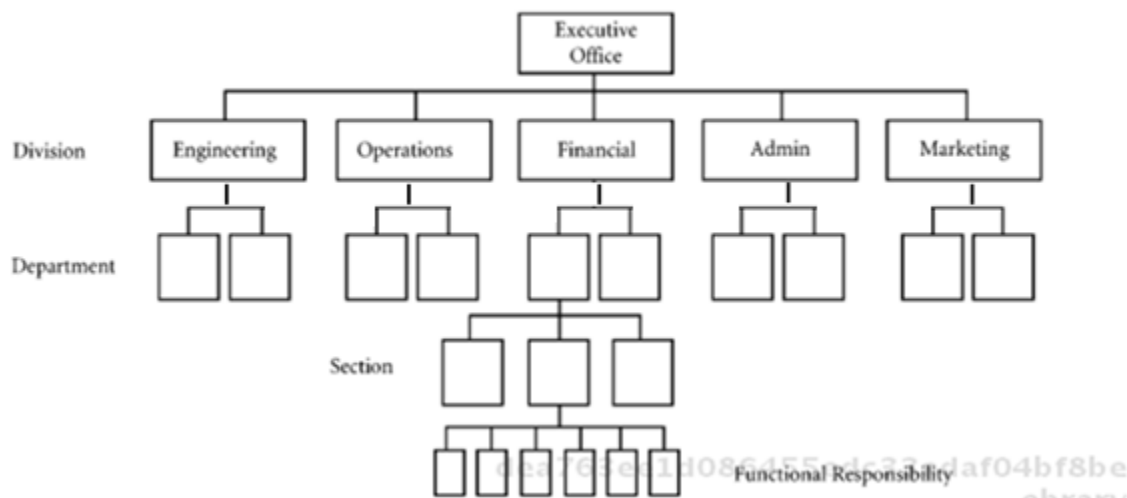 Executive
Office
Division
Engineering
Operations
Financial
Admin
Marketing
Department
Section
Functional Responsibility